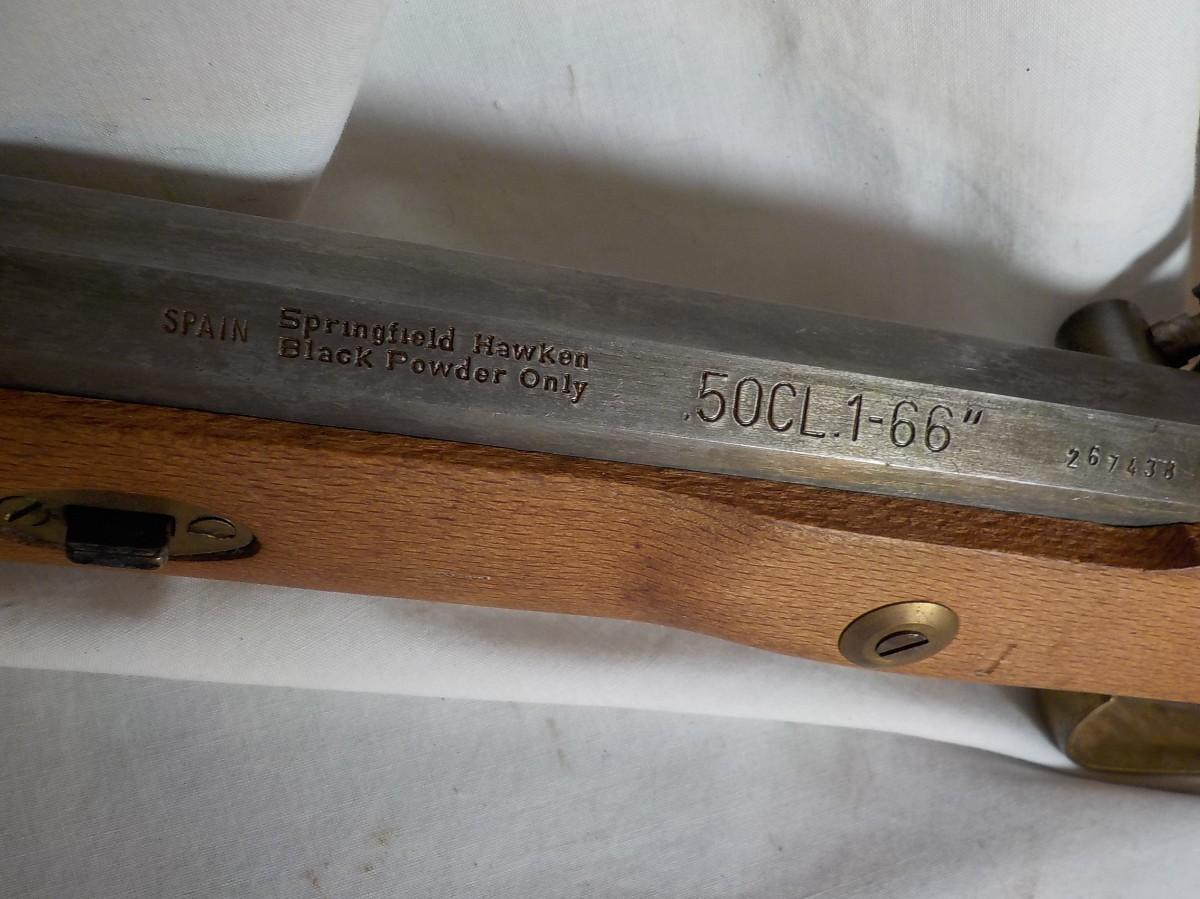 SPAIN
Springfield Hawken
Black Powder Only
.50CL.1-66"
267438